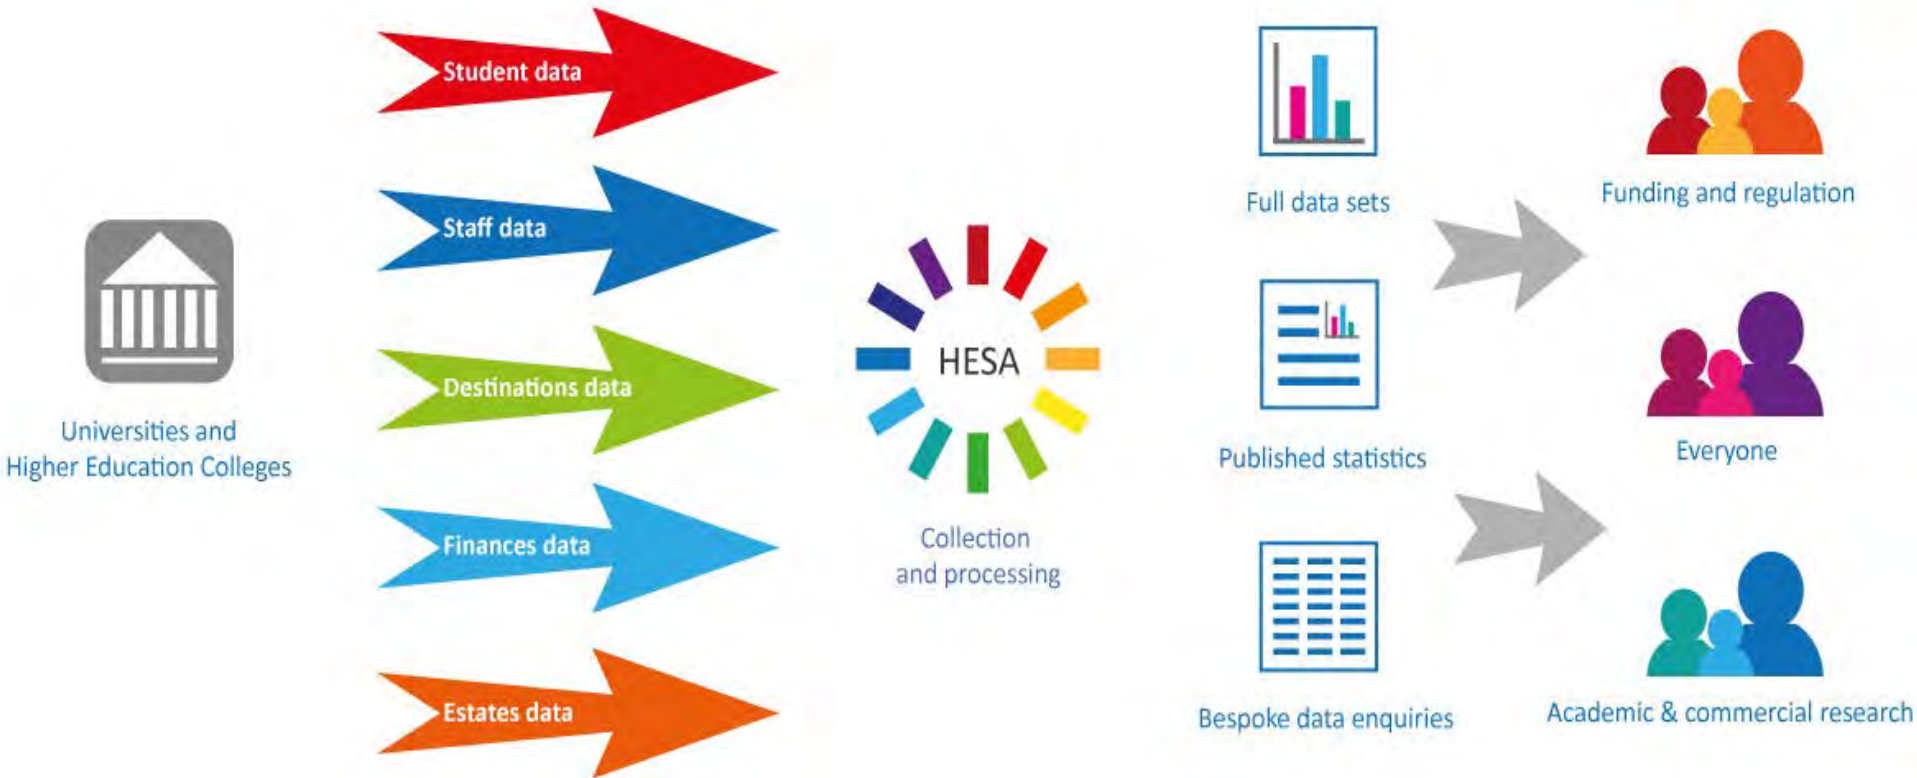 Universities and
Higher Education Colleges
Student data
Staff data
Destinations data
Finances data
Estates data
HESA
Collection
and processing
Full data sets
Published statistics
Bespoke data enquiries
Funding and regulation
Everyone
Academic & commercial research